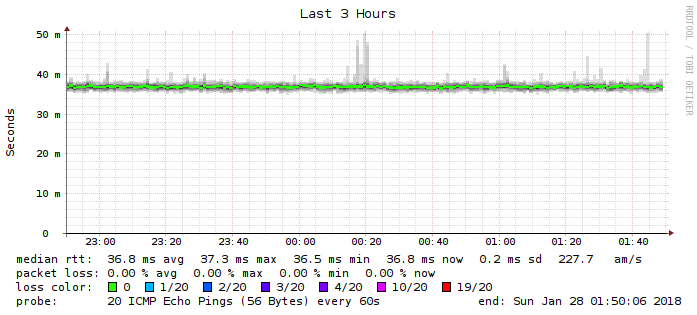 Last 3 Hours
RRDTOOL / TOBI OETIKER
Seconds
50 m
40 m
30 m
20 m
10 m
0
23:00 23:20 23:40 00:00 00:20 00:40 01:00 01:20 01:40
median rtt: 36.8 ms avg 37.3 ms max 36.5 ms min 36.8 ms now 0.2 ms sd 227.7 am/s
packet loss: 0.00 % avg 0.00 % max 0.00 % min 0.00 % now
loss color: 0 1/20 2/20 3/20 4/20 10/20 19/20
probe: 20 ICMP Echo Pings (56 Bytes) every 60s end: Sun Jan 28 01:50:06 2018